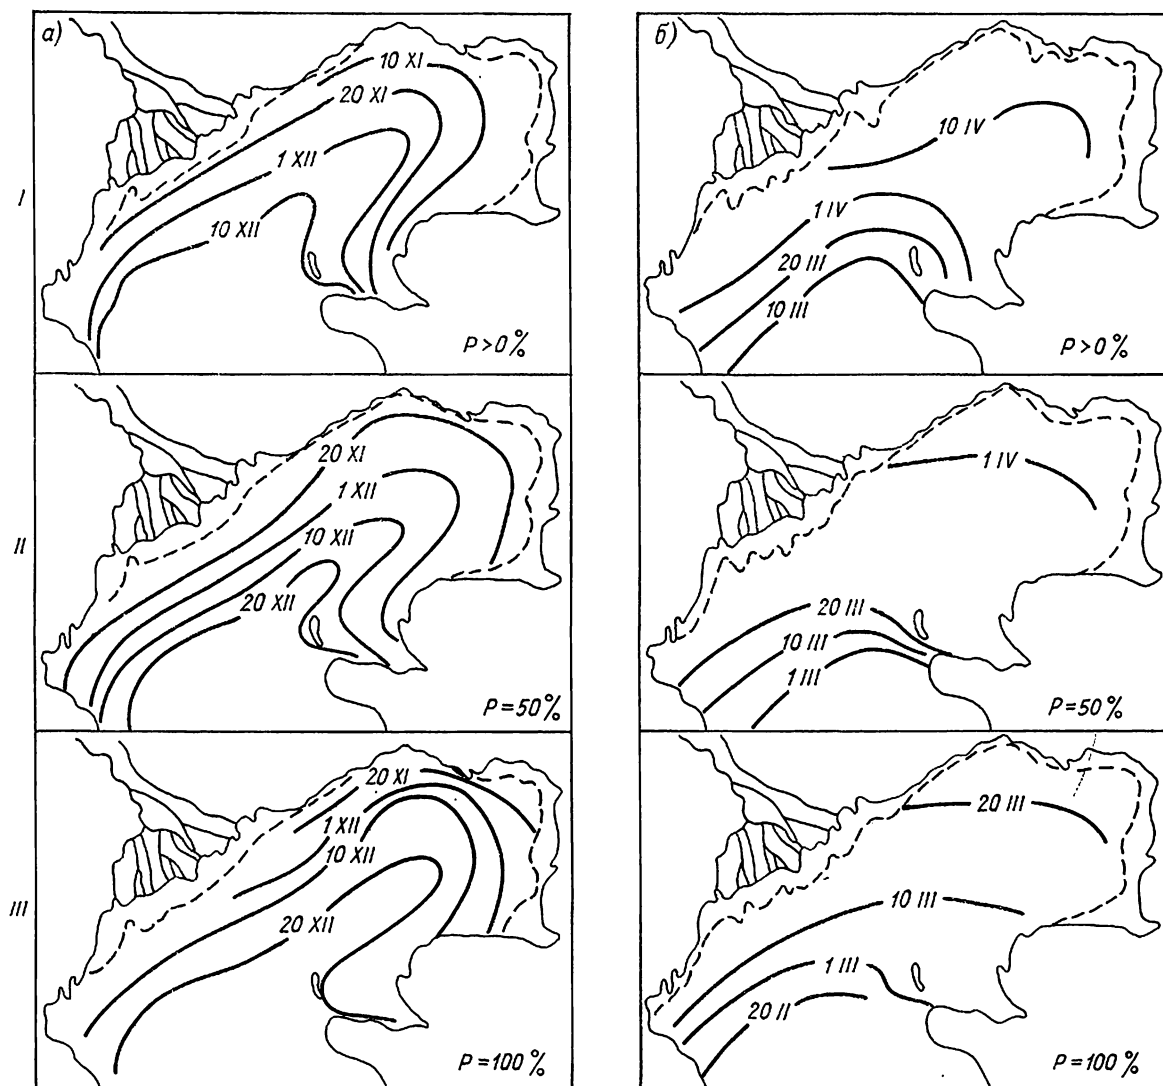 а)
10 XI
20 XI
1 XII
10 XII
P > 0%
I
б)
10 IV
1 IV
20 III
10 III
P > 0%
20 XI
1 XII
10 XII
20 XII
P = 50%
II
1 IV
20 III
10 III
1 III
P = 50%
20 XI
1 XII
10 XII
20 XII
P = 100%
III
20 III
10 III
1 III
20 II
P = 100%